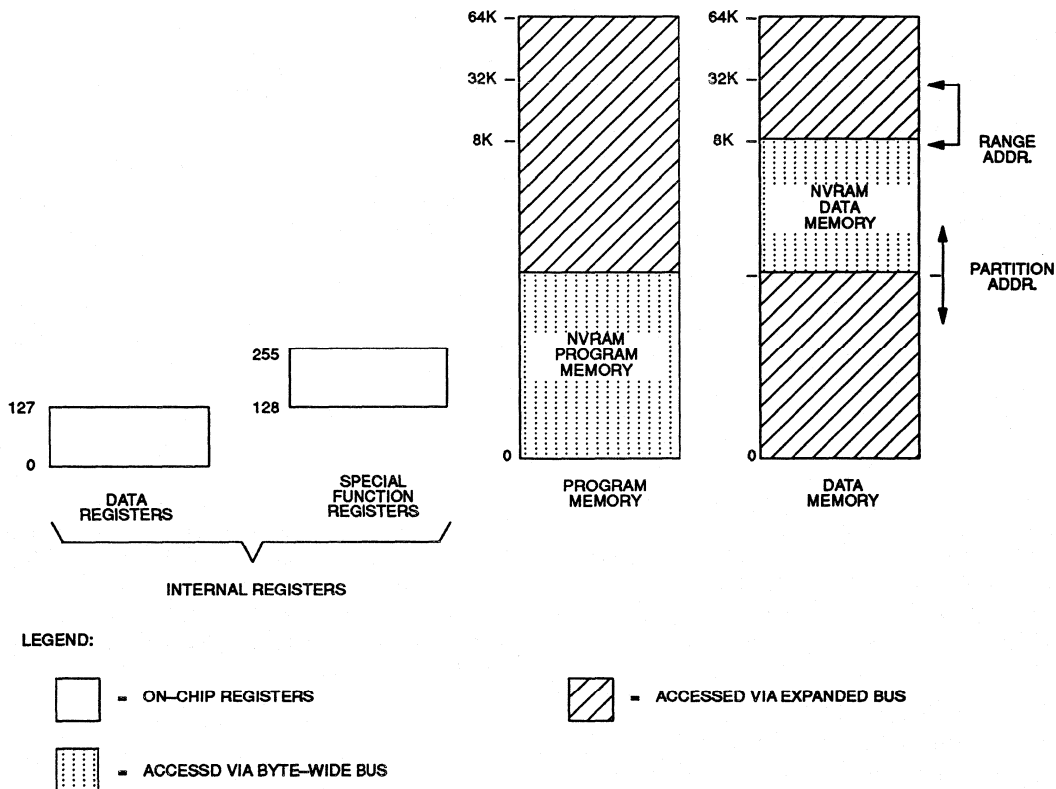 64K
32K
8K
0
NVRAM
PROGRAM
MEMORY
PROGRAM
MEMORY
64K
32K
8K
0
NVRAM
DATA
MEMORY
DATA
MEMORY
RANGE
ADDR.
PARTITION
ADDR.
127
0
DATA
REGISTERS
255
128
SPECIAL
FUNCTION
REGISTERS
INTERNAL REGISTERS
LEGEND:
= ON–CHIP REGISTERS
= ACCESSED VIA EXPANDED BUS
= ACCESSD VIA BYTE–WIDE BUS